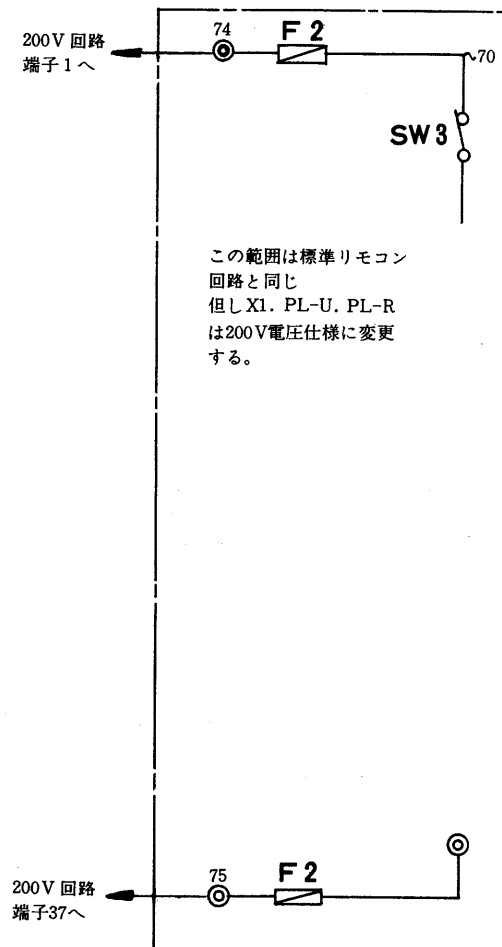 200V 回路
端子1へ
74
F 2
70
SW 3
この範囲は標準リモコン
回路と同じ
但しX1. PL-U. PL-R
は200V電圧仕様に変更
する。
200V 回路
端子37へ
75
F 2